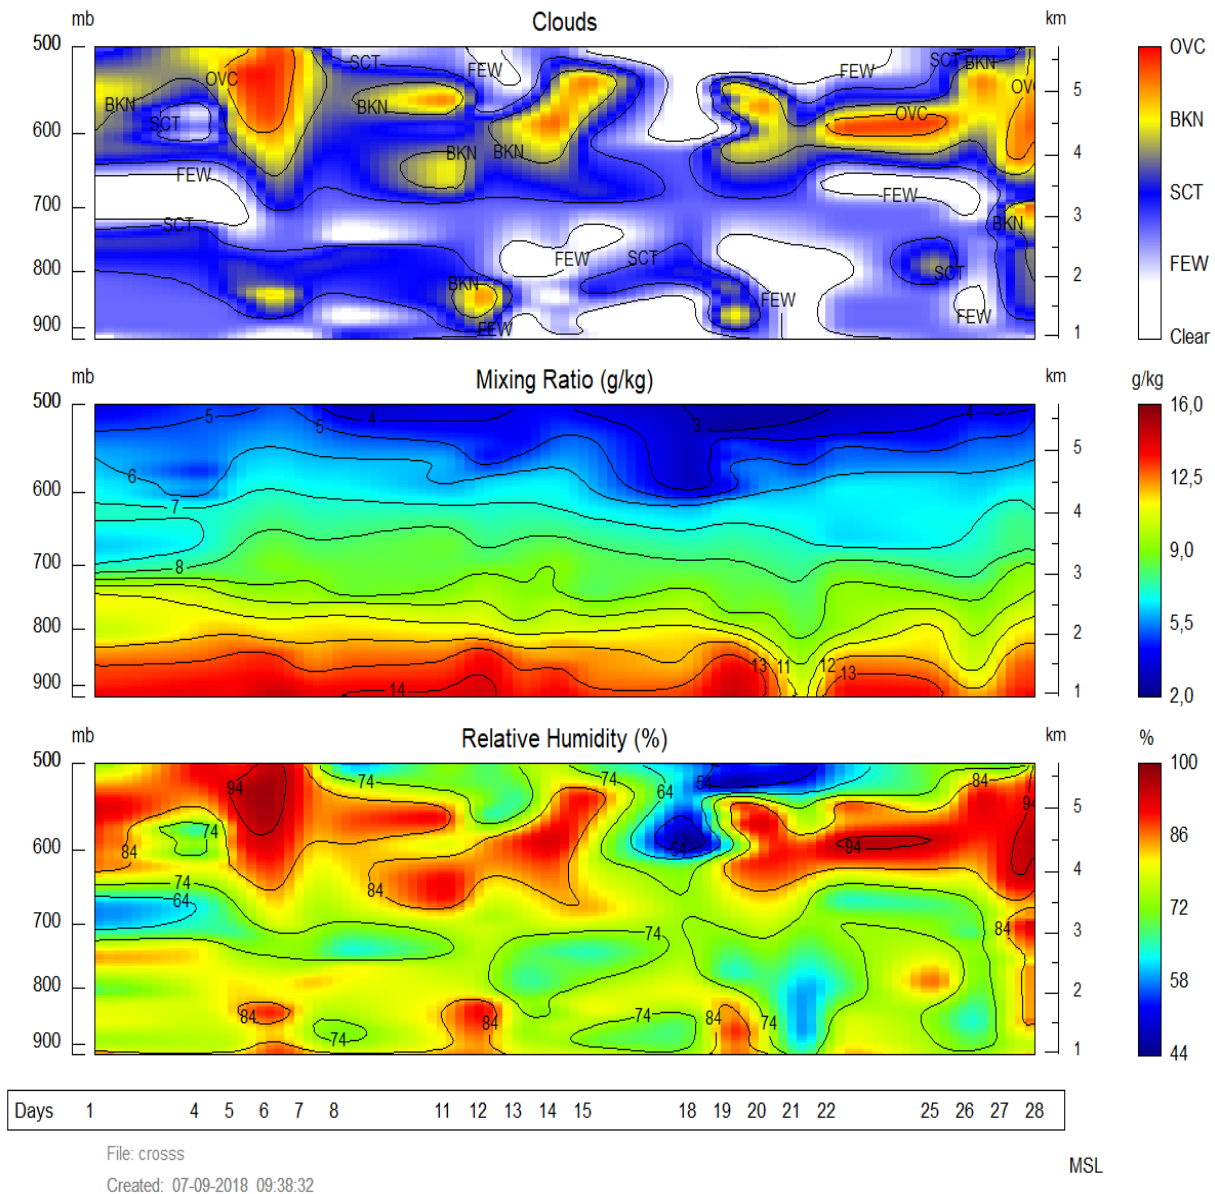 mb Clouds km
500 OVC
SCT FEW FEW SCT BKN
OVC OV
BKN BKN 5
SCT OVC BKN
600
BKN BKN 4
FEW FEW SCT
700 3
SCT BKN
FEW SCT SCT FEW
800 BKN 2
FEW
FEW FEW
900 1 Clear
mb Mixing Ratio (g/kg) km g/kg
500 5 4 3 4 16,0
5 5
6 12,5
600
7 4
9,0
700 8 3
800 2 5,5
13 11 12 13
900 14 1 2,0
mb Relative Humidity (%) km %
500 100
94 74 74 64 54 84
94 5
74 86
600 84 54 94
4
74 84
64 72
700 74 84 3
58
800 2
84 74 84 74 84 74
900 1 44
Days 1 4 5 6 7 8 11 12 13 14 15 18 19 20 21 22 25 26 27 28
File: crosss
Created: 07-09-2018 09:38:32
MSL